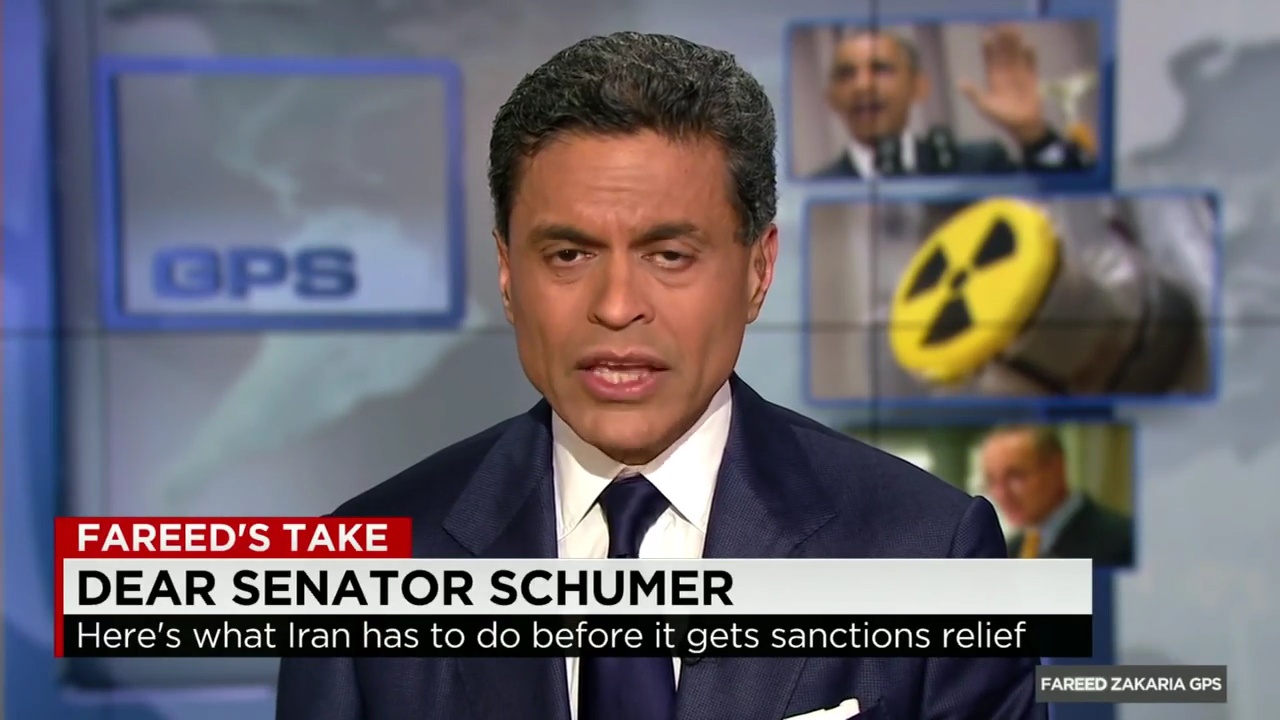 GPS
FAREED'S TAKE
DEAR SENATOR SCHUMER
Here's what Iran has to do before it gets sanctions relief
FAREED ZAKARIA GPS